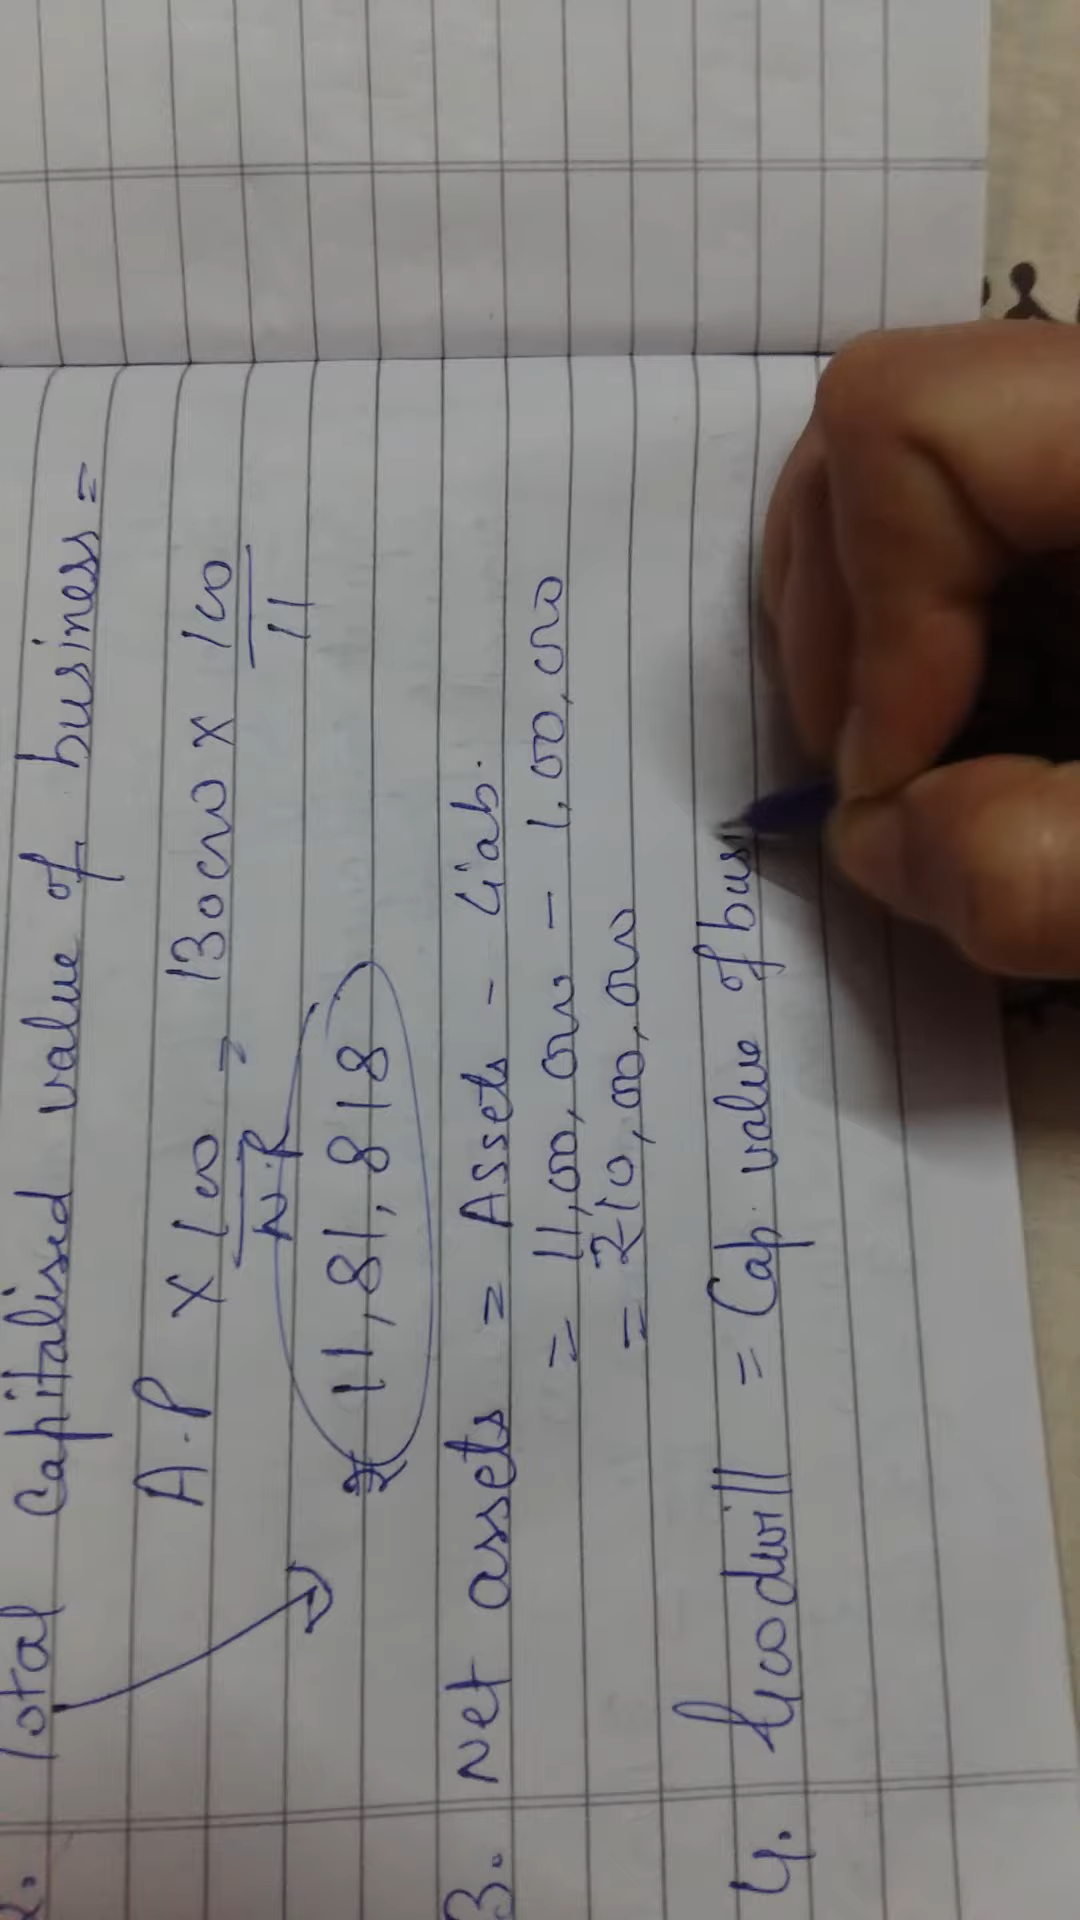 2. Total Capitalised value of business =
A.P × 100 = 130000 × 100
N.P 11
₹ 11,81,818
3. Net assets = Assets - Liab.
= 11,00,000 - 1,00,000
= ₹10,00,000
4. Goodwill = Cap. value of bus